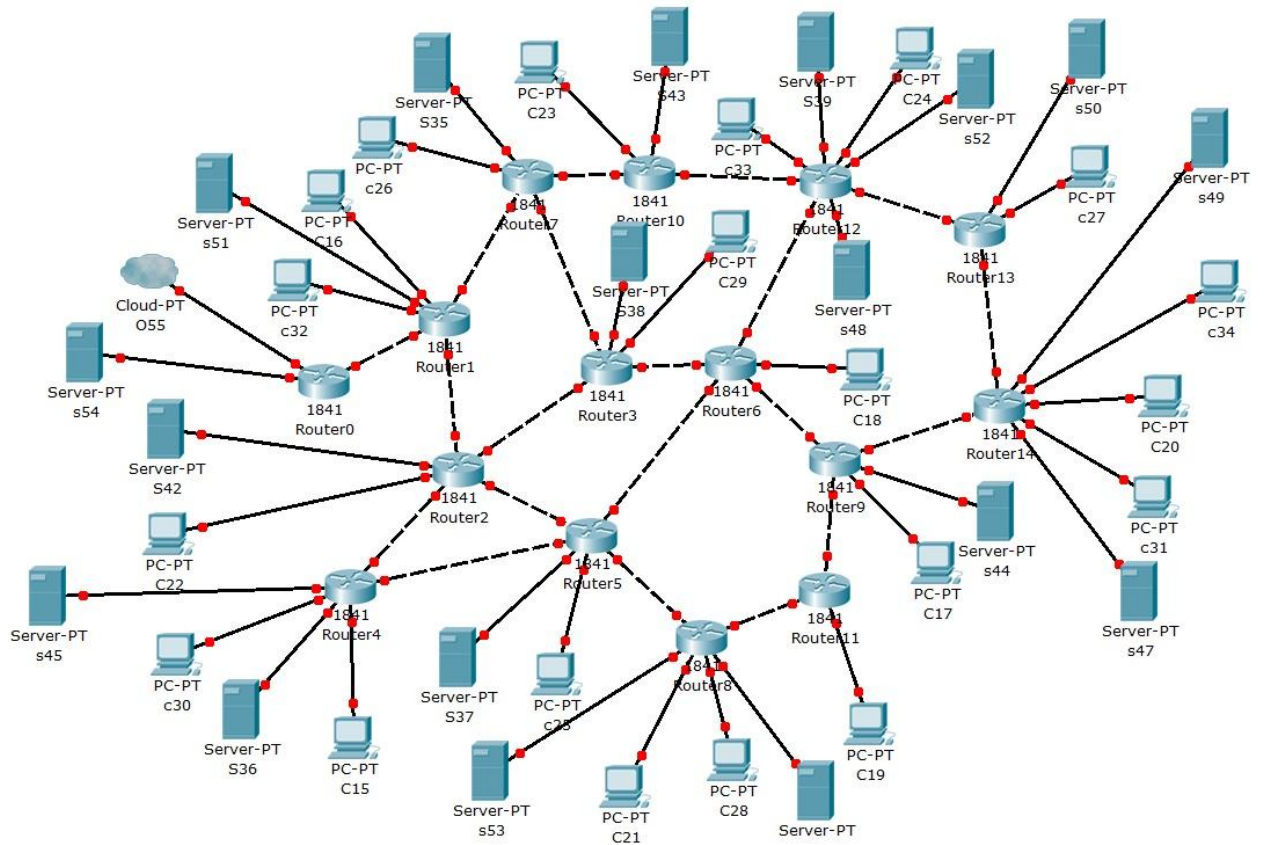 Server-PT
S35
PC-PT
C23
Server-PT
S43
Server-PT
S39
PC-PT
C24
Server-PT
s52
Server-PT
s50
PC-PT
c26
PC-PT
c33
PC-PT
c27
Server-PT
s49
Server-PT
s51
PC-PT
C16
1841
Router7
1841
Router10
1841
Router12
1841
Router13
PC-PT
C29
Server-PT
S38
Server-PT
s48
Cloud-PT
O55
PC-PT
c32
PC-PT
c34
1841
Router1
Server-PT
s54
1841
Router0
1841
Router3
1841
Router6
PC-PT
C18
1841
Router14
PC-PT
C20
Server-PT
S42
1841
Router2
1841
Router9
PC-PT
c31
PC-PT
C22
1841
Router5
Server-PT
s44
PC-PT
C17
Server-PT
s45
1841
Router4
1841
Router11
Server-PT
s47
PC-PT
c30
Server-PT
S37
PC-PT
c25
1841
Router8
Server-PT
S36
PC-PT
C15
PC-PT
C19
Server-PT
s53
PC-PT
C21
PC-PT
C28
Server-PT